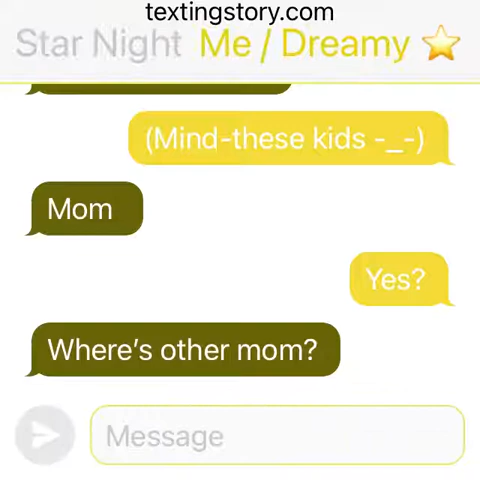 textingstory.com
Star Night Me / Dreamy ⭐
(Mind-these kids -_-)
Mom
Yes?
Where's other mom?
Message